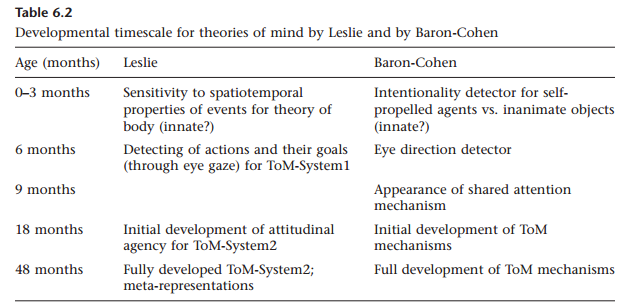 Table 6.2
Developmental timescale for theories of mind by Leslie and by Baron-Cohen
Age (months) Leslie Baron-Cohen
0–3 months Sensitivity to spatiotemporal Intentionality detector for self-
properties of events for theory of propelled agents vs. inanimate objects
body (innate?) (innate?)
6 months Detecting of actions and their goals Eye direction detector
(through eye gaze) for ToM-System1
9 months Appearance of shared attention
mechanism
18 months Initial development of attitudinal Initial development of ToM
agency for ToM-System2 mechanisms
48 months Fully developed ToM-System2; Full development of ToM mechanisms
meta-representations